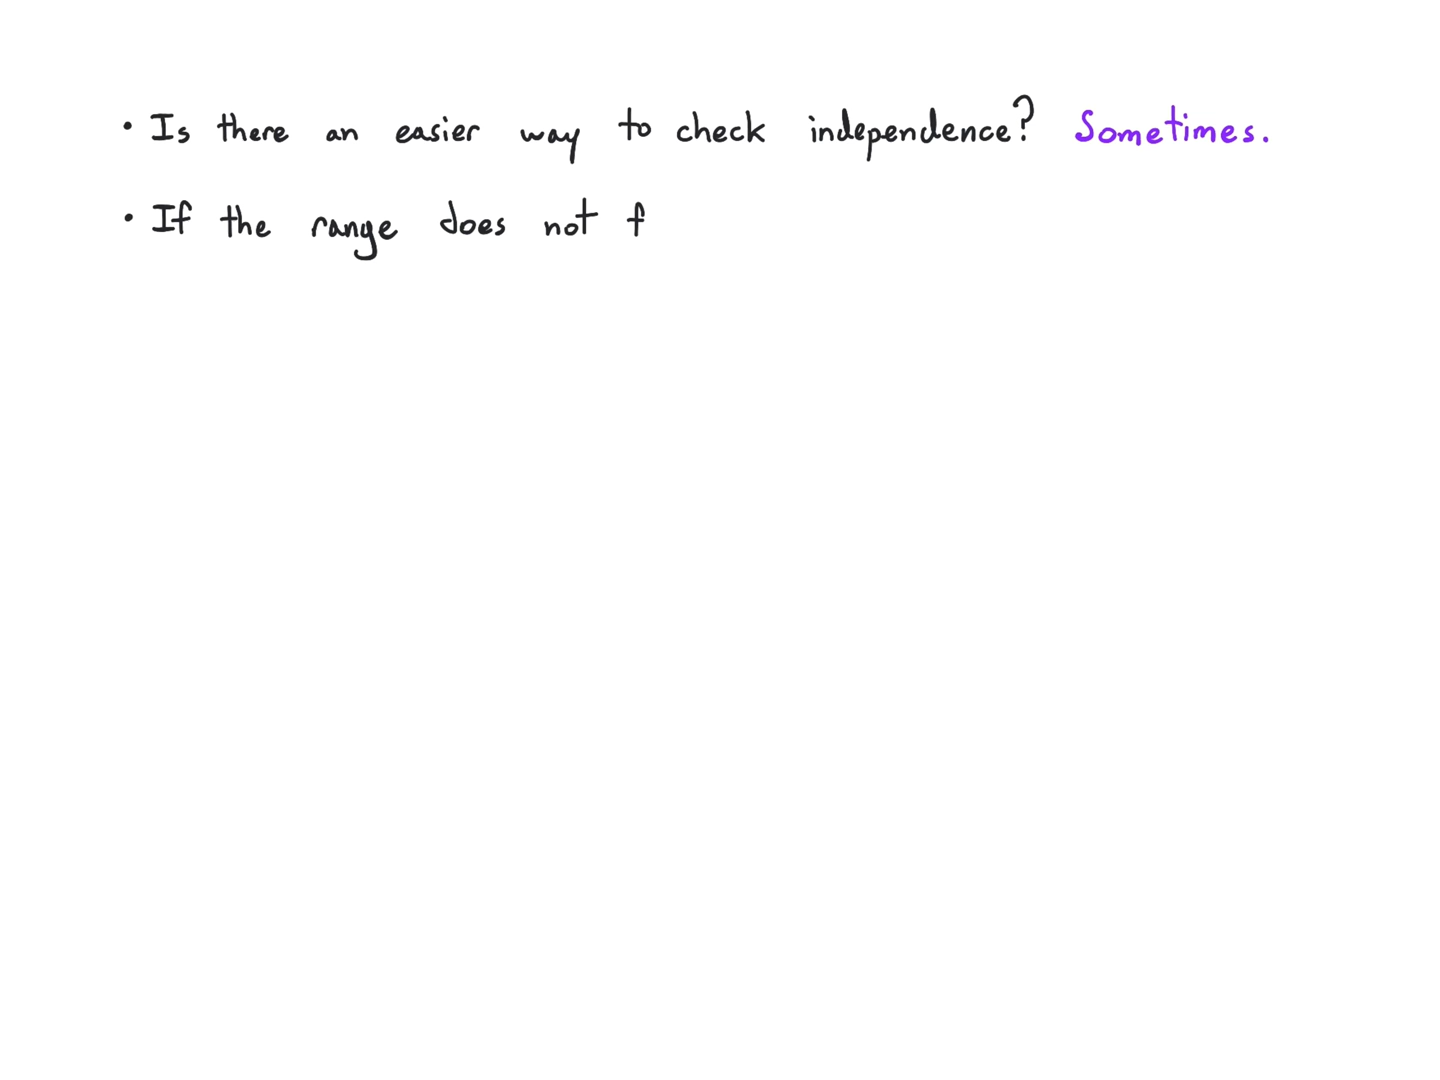 • Is there an easier way to check independence? Sometimes.
• If the range does not f